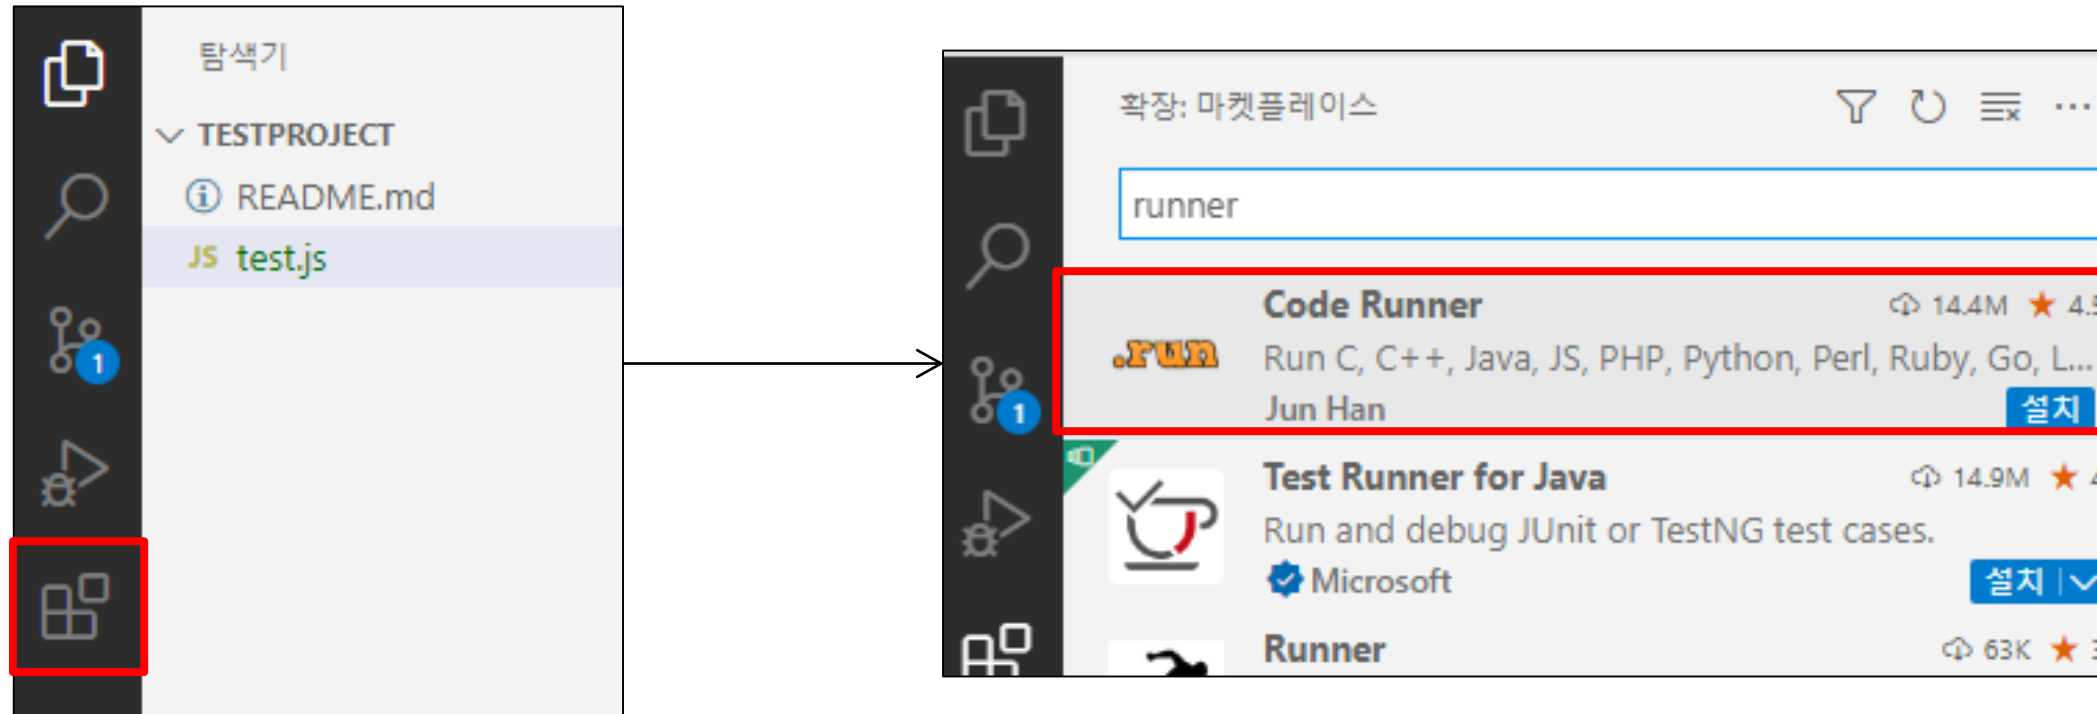 탐색기
TESTPROJECT
README.md
JS test.js
1
확장: 마켓플레이스
runner
Code Runner 14.4M
.run
Run C, C++, Java, JS, PHP, Python, Perl, Ruby, Go, L...
Jun Han 설치
1
Test Runner for Java 14.9M
Run and debug JUnit or TestNG test cases.
Microsoft 설치
Runner 63K